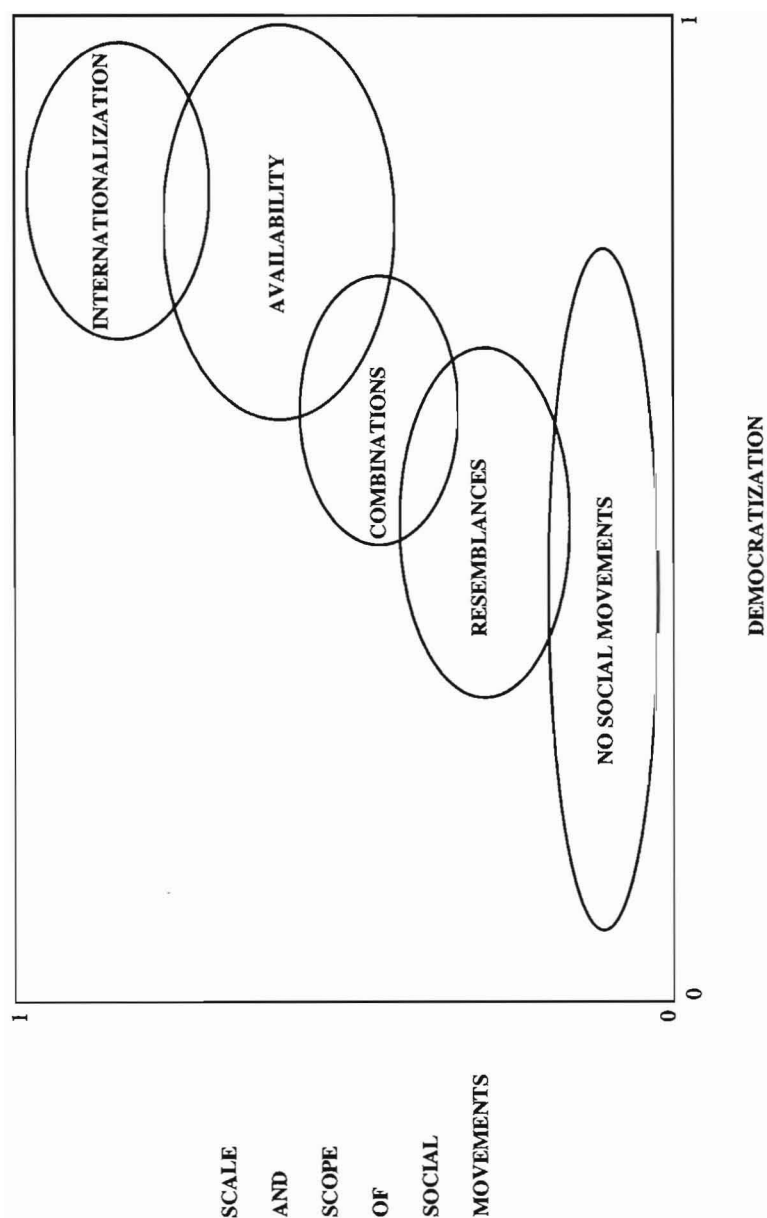 1
SCALE
AND
SCOPE
OF
SOCIAL
MOVEMENTS
0
INTERNATIONALIZATION
AVAILABILITY
COMBINATIONS
RESEMBLANCES
NO SOCIAL MOVEMENTS
0
1
DEMOCRATIZATION